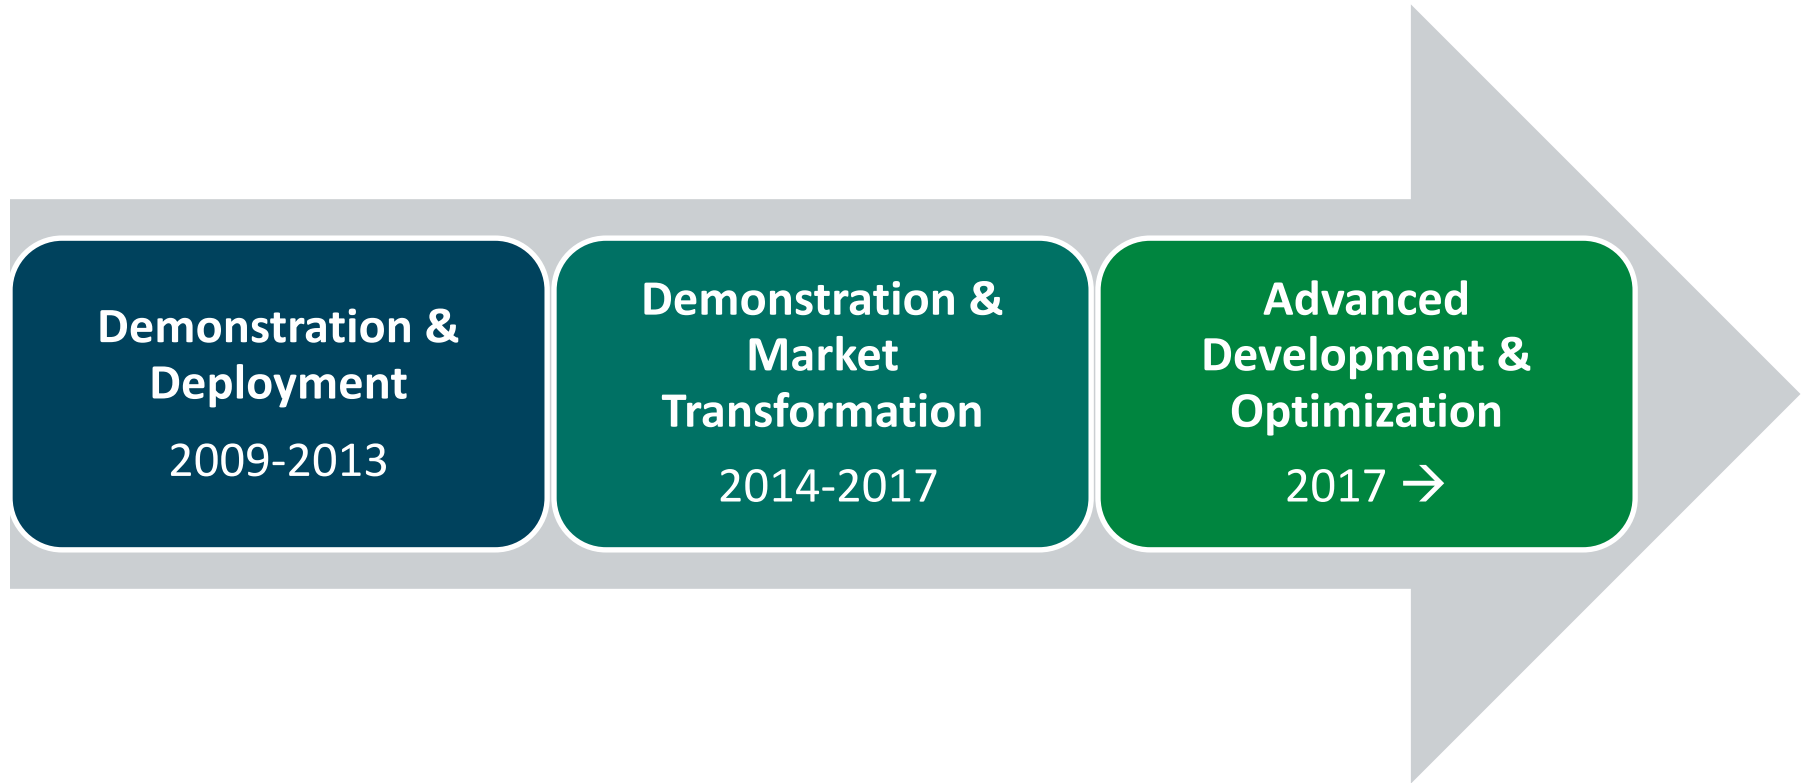 Demonstration &
Deployment
2009-2013
Demonstration &
Market
Transformation
2014-2017
Advanced
Development &
Optimization
2017 →